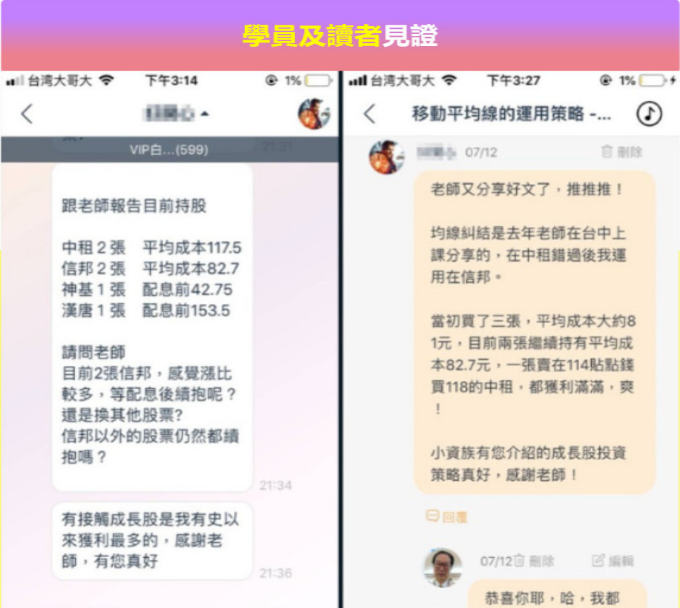 學員及讀者見證
台湾大哥大
下午3:14
1%
VIP白...(599)
21:31
跟老師報告目前持股
中租2張 平均成本117.5
信邦2張 平均成本82.7
神基1張 配息前42.75
漢唐1張 配息前153.5
請問老師
目前2張信邦，感覺漲比
較多，等配息後續抱呢？
還是換其他股票?
信邦以外的股票仍然都續
抱嗎？
21:34
有接觸成長股是我有史以
來獲利最多的，感謝老
師，有您真好
21:36
台湾大哥大
下午3:27
1%
移動平均線的運用策略 -...
07/12
刪除
老師又分享好文了，推推推！
均線糾結是去年老師在台中上
課分享的，在中租錯過後我運
用在信邦。
當初買了三張，平均成本大約8
1元，目前兩張繼續持有平均成
本82.7元，一張賣在114貼點錢
買118的中租，都獲利滿滿，爽
！
小資族有您介紹的成長股投資
策略真好，感謝老師！
回覆
07/12
刪除
編輯
恭喜你耶，哈，我都